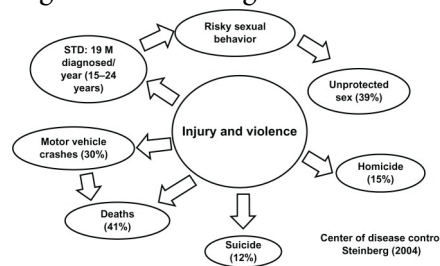 Risky sexual
behavior
STD: 19 M
diagnosed/
year (15–24
years)
Unprotected
sex (39%)
Injury and violence
Motor vehicle
crashes (30%)
Homicide
(15%)
Deaths
(41%)
Suicide
(12%)
Center of disease contro
Steinberg (2004)